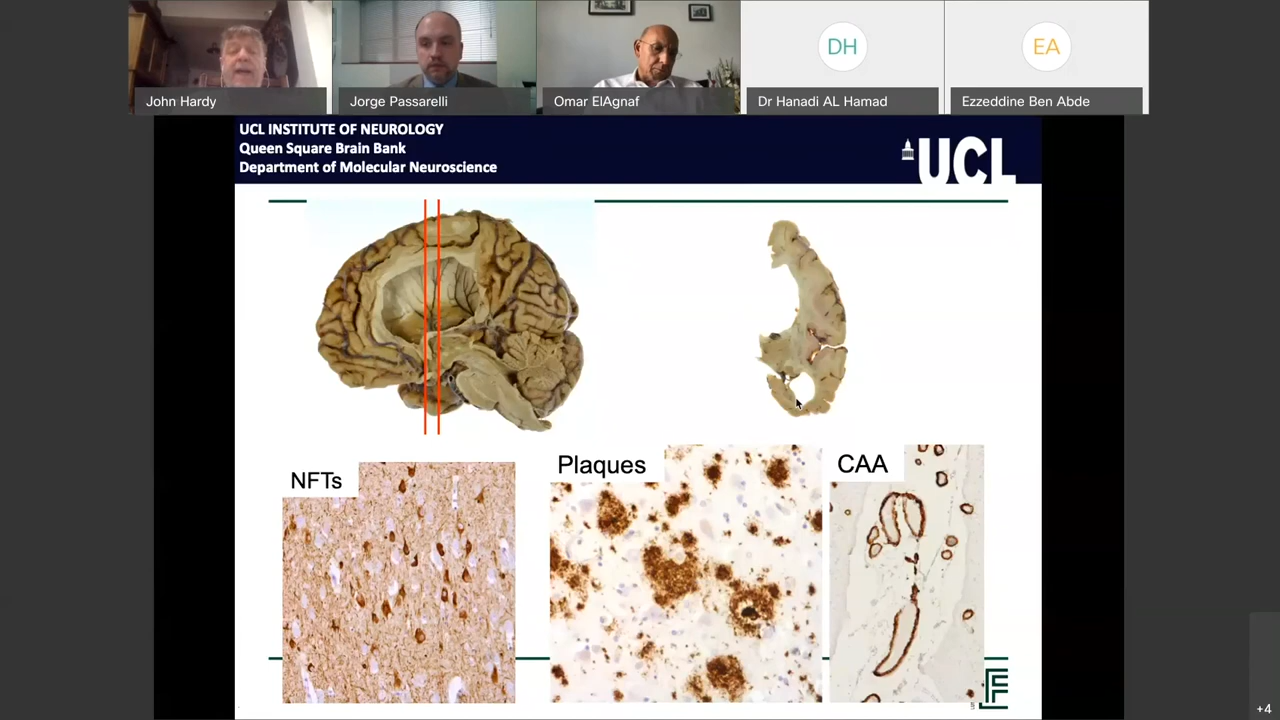 DH
EA
John Hardy
Jorge Passarelli
Omar ElAgnaf
Dr Hanadi AL Hamad
Ezzeddine Ben Abde
UCL INSTITUTE OF NEUROLOGY
Queen Square Brain Bank
Department of Molecular Neuroscience
UCL
NFTs
Plaques
CAA
+4